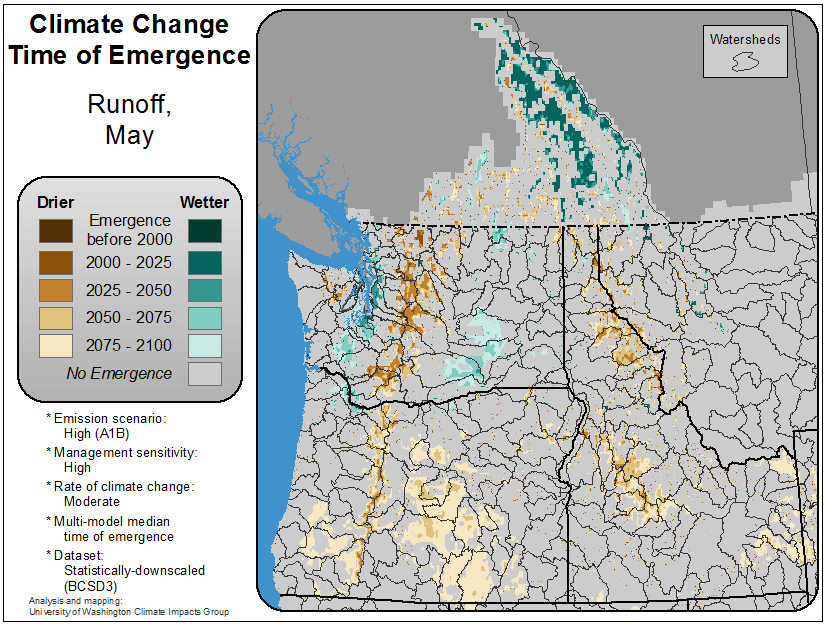 Climate Change
Time of Emergence
Runoff,
May
Watersheds
Drier Wetter
Emergence
before 2000
2000 - 2025
2025 - 2050
2050 - 2075
2075 - 2100
No Emergence
* Emission scenario:
High (A1B)
* Management sensitivity:
High
* Rate of climate change:
Moderate
* Multi-model median
time of emergence
* Dataset:
Statistically-downscaled
(BCSD3)
Analysis and mapping:
University of Washington Climate Impacts Group